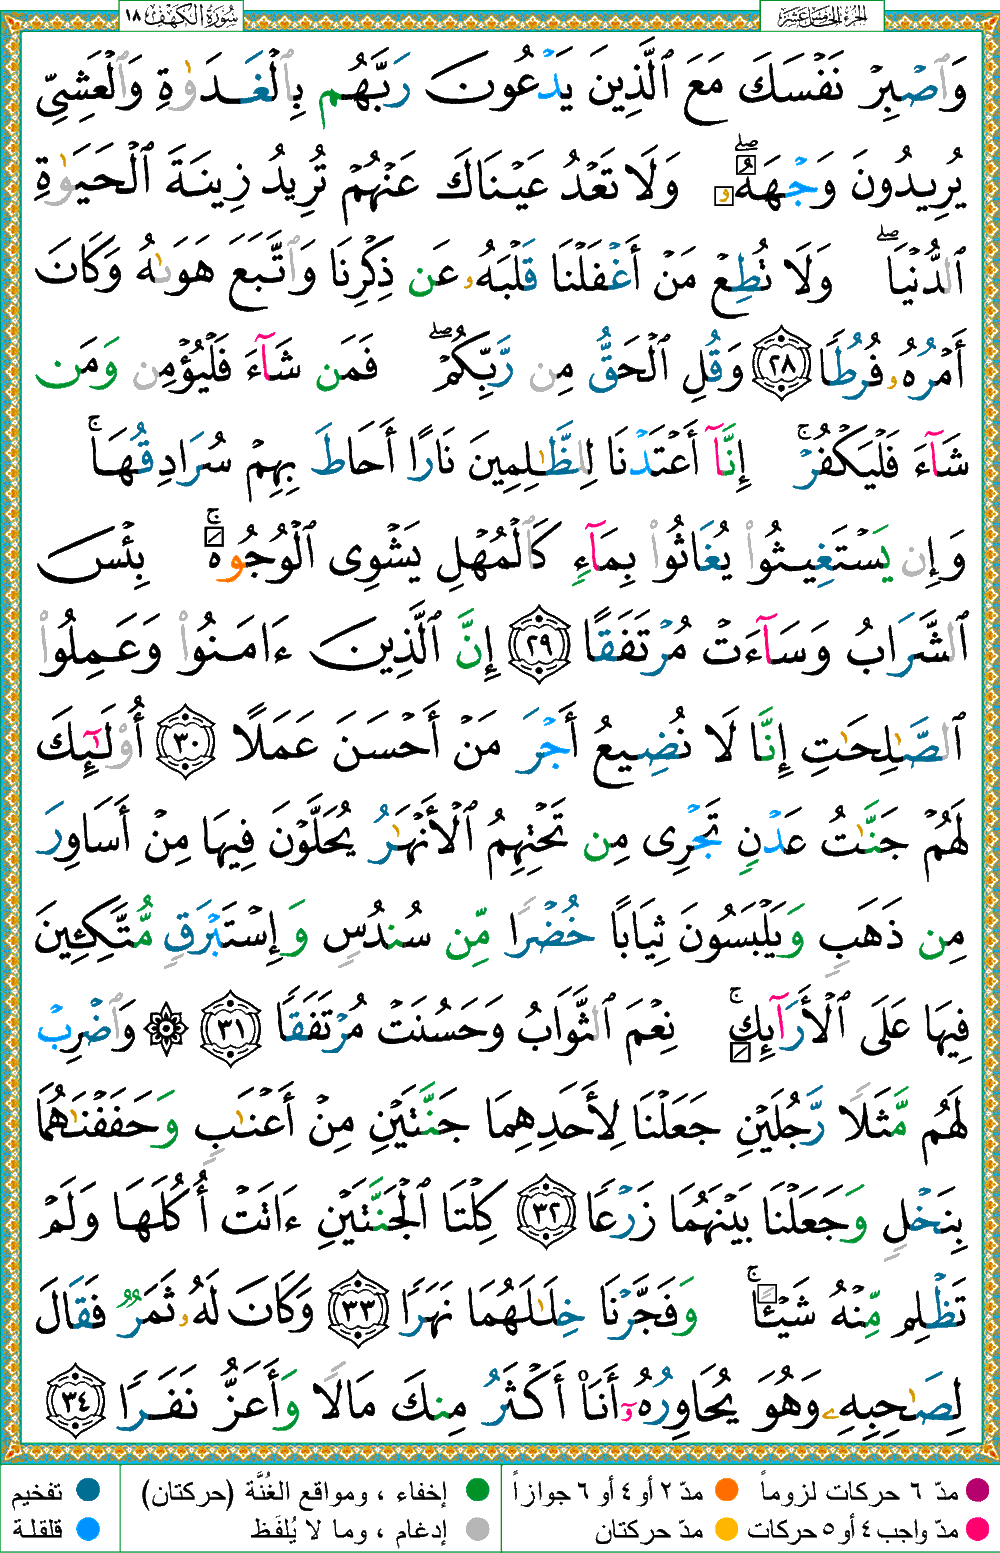 الجزء الخامس عشر
سورة الكهف ١٨
وَٱصۡبِرۡ نَفۡسَكَ مَعَ ٱلَّذِينَ يَدۡعُونَ رَبَّهُم بِٱلۡغَدَوٰةِ وَٱلۡعَشِيِّ
يُرِيدُونَ وَجۡهَهُۥۖ وَلَا تَعۡدُ عَيۡنَاكَ عَنۡهُمۡ تُرِيدُ زِينَةَ ٱلۡحَيَوٰةِ
ٱلدُّنۡيَاۖ وَلَا تُطِعۡ مَنۡ أَغۡفَلۡنَا قَلۡبَهُۥ عَن ذِكۡرِنَا وَٱتَّبَعَ هَوَىٰهُ وَكَانَ
أَمۡرُهُۥ فُرُطٗا ٢٨ وَقُلِ ٱلۡحَقُّ مِن رَّبِّكُمۡۖ فَمَن شَآءَ فَلۡيُؤۡمِن وَمَن
شَآءَ فَلۡيَكۡفُرۡۚ إِنَّآ أَعۡتَدۡنَا لِلظَّٰلِمِينَ نَارًا أَحَاطَ بِهِمۡ سُرَادِقُهَاۚ
وَإِن يَسۡتَغِيثُواْ يُغَاثُواْ بِمَآءٖ كَٱلۡمُهۡلِ يَشۡوِي ٱلۡوُجُوهَۚ بِئۡسَ
ٱلشَّرَابُ وَسَآءَتۡ مُرۡتَفَقًا ٢٩ إِنَّ ٱلَّذِينَ ءَامَنُواْ وَعَمِلُواْ
ٱلصَّٰلِحَٰتِ إِنَّا لَا نُضِيعُ أَجۡرَ مَنۡ أَحۡسَنَ عَمَلًا ٣٠ أُوْلَٰٓئِكَ
لَهُمۡ جَنَّٰتُ عَدۡنٖ تَجۡرِي مِن تَحۡتِهِمُ ٱلۡأَنۡهَٰرُ يُحَلَّوۡنَ فِيهَا مِنۡ أَسَاوِرَ
مِن ذَهَبٖ وَيَلۡبَسُونَ ثِيَابًا خُضۡرٗا مِّن سُندُسٖ وَإِسۡتَبۡرَقٖ مُّتَّكِـِٔينَ
فِيهَا عَلَى ٱلۡأَرَآئِكِۚ نِعۡمَ ٱلثَّوَابُ وَحَسُنَتۡ مُرۡتَفَقٗا ٣١ ۞ وَٱضۡرِبۡ
لَهُم مَّثَلٗا رَّجُلَيۡنِ جَعَلۡنَا لِأَحَدِهِمَا جَنَّتَيۡنِ مِنۡ أَعۡنَٰبٖ وَحَفَفۡنَٰهُمَا
بِنَخۡلٖ وَجَعَلۡنَا بَيۡنَهُمَا زَرۡعٗا ٣٢ كِلۡتَا ٱلۡجَنَّتَيۡنِ ءَاتَتۡ أُكُلَهَا وَلَمۡ
تَظۡلِم مِّنۡهُ شَيۡـٔٗاۚ وَفَجَّرۡنَا خِلَٰلَهُمَا نَهَرٗا ٣٣ وَكَانَ لَهُۥ ثَمَرٞ فَقَالَ
لِصَٰحِبِهِۦ وَهُوَ يُحَاوِرُهُۥٓ أَنَا۠ أَكۡثَرُ مِنكَ مَالٗا وَأَعَزُّ نَفَرٗا ٣٤
مدّ ٦ حركات لزوماً مدّ ٢ أو ٤ أو ٦ جوازاً إخفاء ، ومواقع الغُنَّة (حركتان) تفخيم
مدّ واجب ٤ أو ٥ حركات مدّ حركتان إدغام ، وما لا يُلفَظ قلقلة